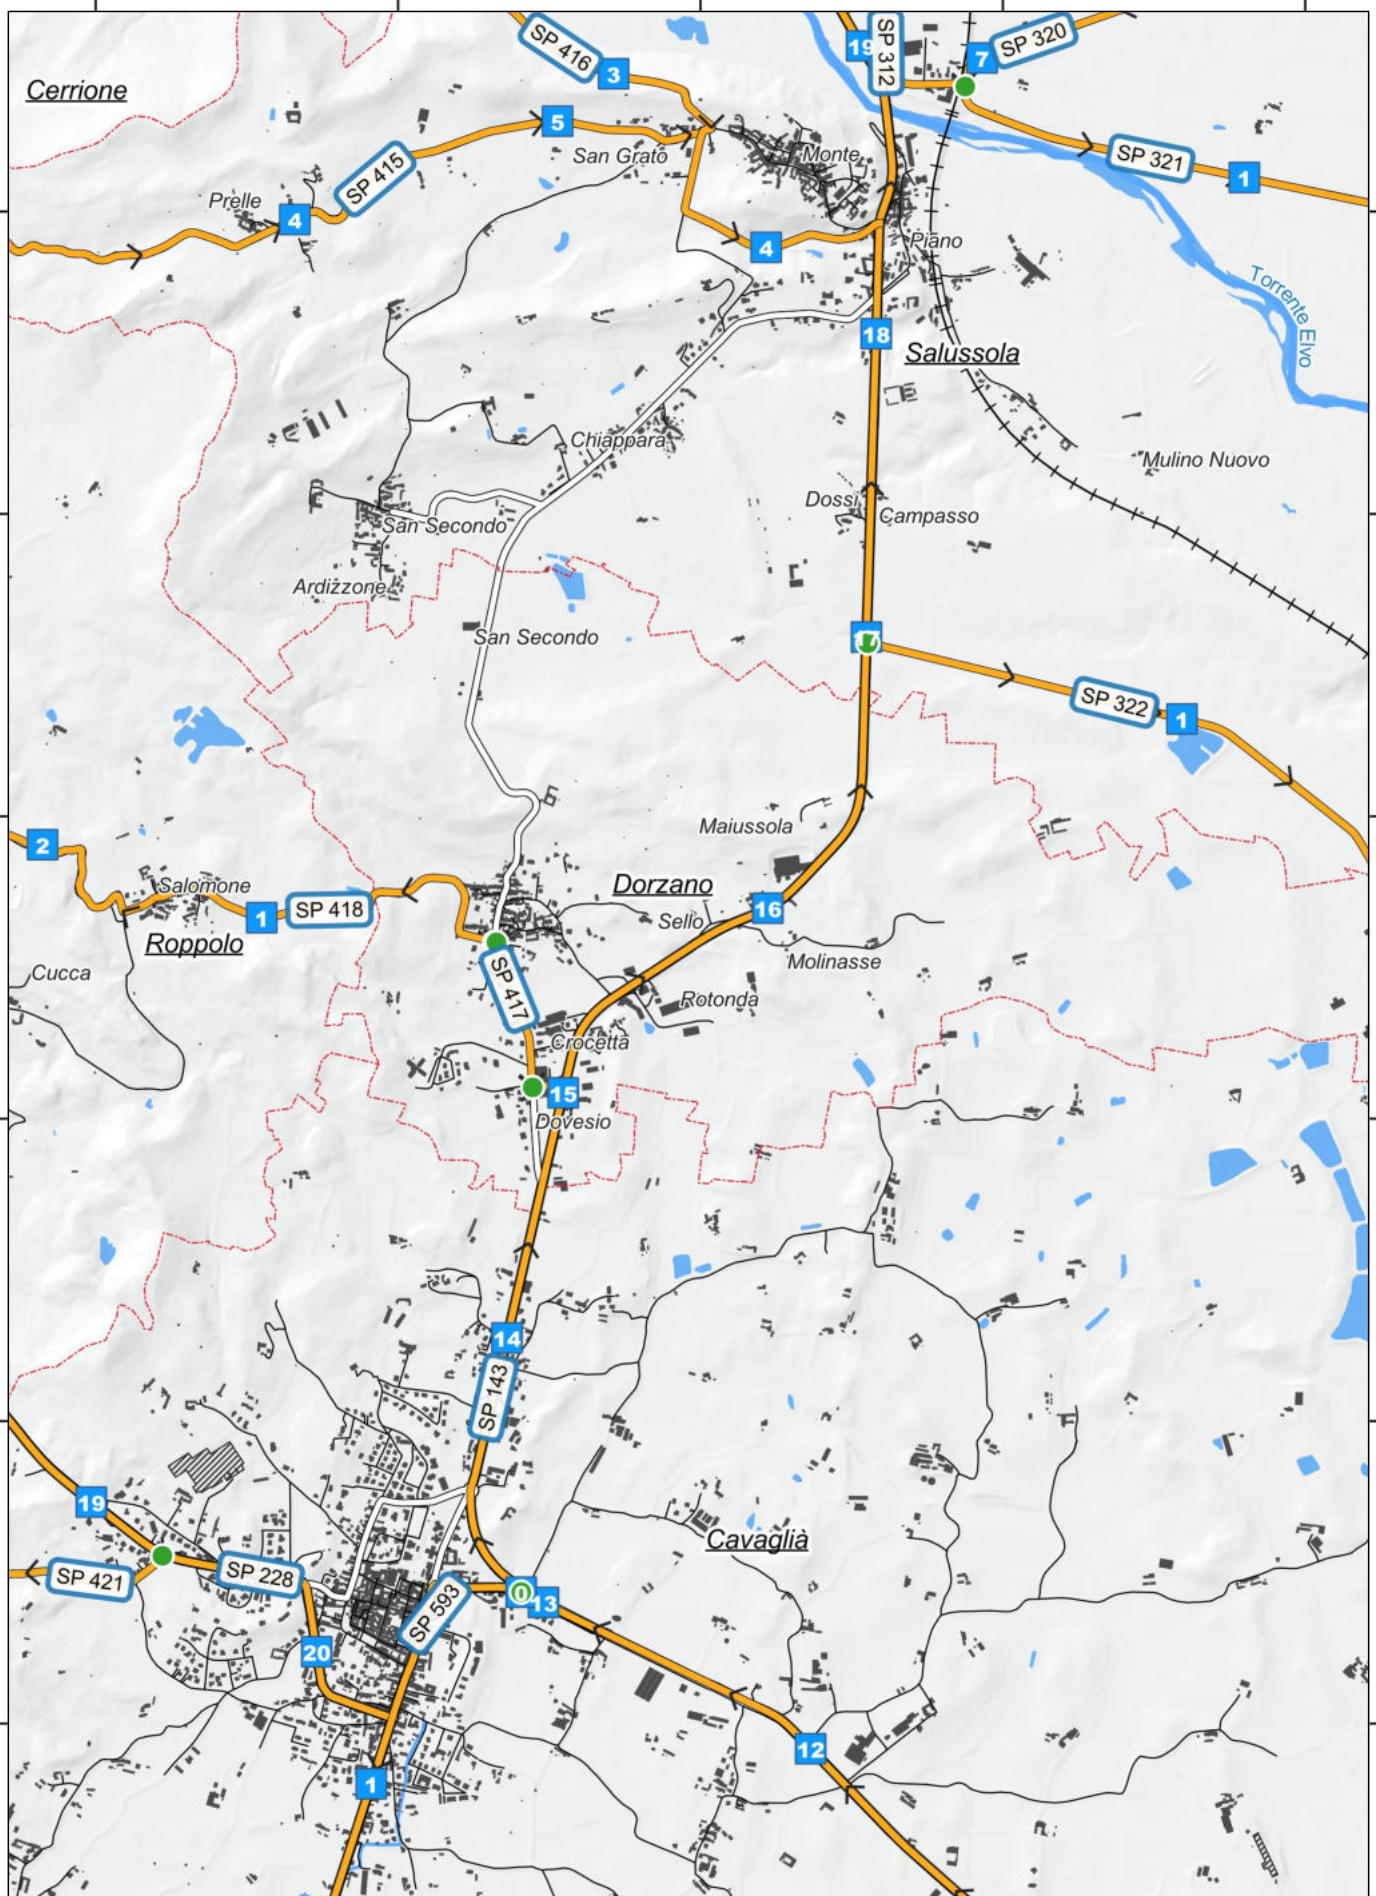 SP 416
3
19
SP 312
7
SP 320
Cerrione
5
San Grato
Monte
SP 321
1
SP 415
Prelle
4
4
Piano
Torrente Elvo
18
Salussola
Chiappara
Mulino Nuovo
Dossi
Campasso
San Secondo
Ardizzone
San Secondo
17
SP 322
1
2
Maiussola
Salomone
1
SP 418
Dorzano
16
Sello
Roppolo
Molinasse
Cucca
SP 417
Rotonda
Crocetta
15
Dovesio
14
SP 143
19
Cavaglià
SP 421
SP 228
SP 593
0
13
20
12
1